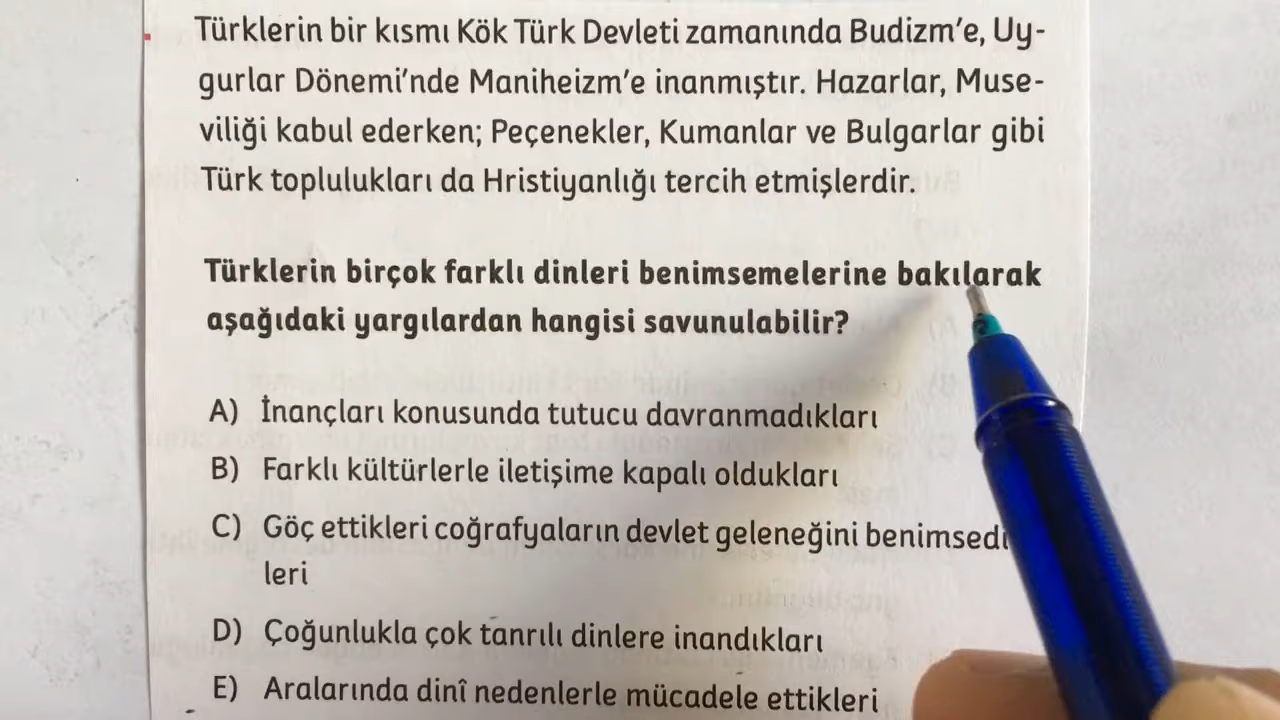 Türklerin bir kısmı Kök Türk Devleti zamanında Budizm'e, Uy-
gurlar Dönemi'nde Maniheizm'e inanmıştır. Hazarlar, Muse-
viliği kabul ederken; Peçenekler, Kumanlar ve Bulgarlar gibi
Türk toplulukları da Hristiyanlığı tercih etmişlerdir.
Türklerin birçok farklı dinleri benimsemelerine bakılarak
aşağıdaki yargılardan hangisi savunulabilir?
A) İnançları konusunda tutucu davranmadıkları
B) Farklı kültürlerle iletişime kapalı oldukları
C) Göç ettikleri coğrafyaların devlet geleneğini benimsedi
leri
D) Çoğunlukla çok tanrılı dinlere inandıkları
E) Aralarında dinî nedenlerle mücadele ettikleri